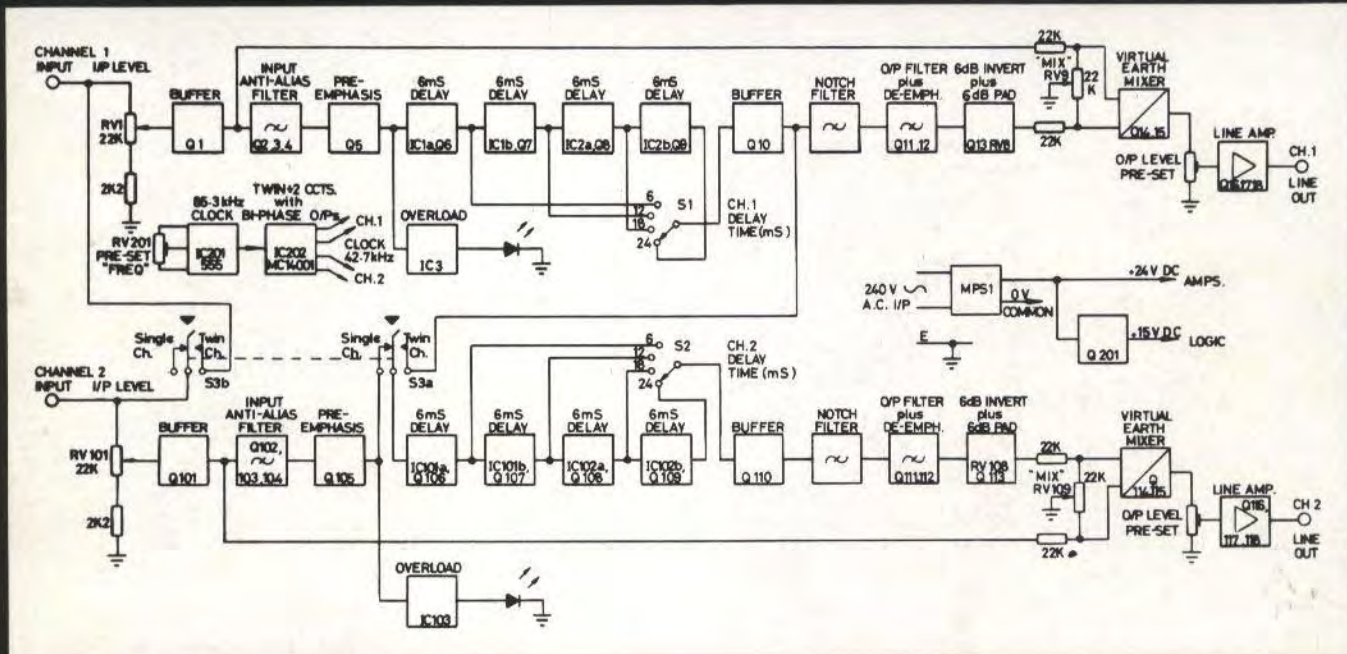 CHANNEL 1
INPUT I/P LEVEL
RV1
22K
2K2
BUFFER
Q1
INPUT
ANTI-ALIAS
FILTER
Q2,3,4
PRE-
EMPHASIS
Q5
6mS
DELAY
IC1a,Q6
6mS
DELAY
IC1b,Q7
6mS
DELAY
IC2a,Q8
6mS
DELAY
IC2b,Q9
BUFFER
Q10
NOTCH
FILTER
O/P FILTER
plus
DE-EMPH.
Q11,12
6dB INVERT
plus
6dB PAD
Q13 RV8
22K
"MIX"
RV9
22
K
22K
VIRTUAL
EARTH
MIXER
Q14,15
O/P LEVEL
PRE-SET
LINE AMP.
CH.1
LINE
OUT
6
12
18
24
S1
CH.1
DELAY
TIME(mS)
RV201
PRE-SET
"FREQ"
CLOCK
IC201
555
TWIN÷2 CCTS.
with
BI-PHASE O/Ps
IC202
MC14001
CH.1
CLOCK
42·7kHz
CH.2
OVERLOAD
IC3
240V
A.C. I/P
E
MPS1
0V
COMMON
+24V DC
AMPS.
Q201
+15V DC
LOGIC
Single
Ch.
Twin
Ch.
S3b
Single
Ch.
Twin
Ch.
S3a
6
12
18
24
S2
CH.2
DELAY
TIME (mS)
CHANNEL 2
INPUT I/P LEVEL
RV101
22K
2K2
BUFFER
Q101
INPUT
ANTI-ALIAS
FILTER
Q102,
103,104
PRE-
EMPHASIS
Q105
6mS
DELAY
IC101a,
Q106
6mS
DELAY
IC101b,
Q107
6mS
DELAY
IC102a,
Q108
6mS
DELAY
IC102b,
Q109
BUFFER
Q110
NOTCH
FILTER
O/P FILTER
plus
DE-EMPH.
Q111,112
6dB INVERT
plus
6dB PAD
RV108
Q113
22K
"MIX"
RV109
22K
22K
VIRTUAL
EARTH
MIXER
Q
114,115
O/P LEVEL
PRE-SET
LINE AMP.
Q116,
117,118
CH 2
LINE
OUT
OVERLOAD
IC103